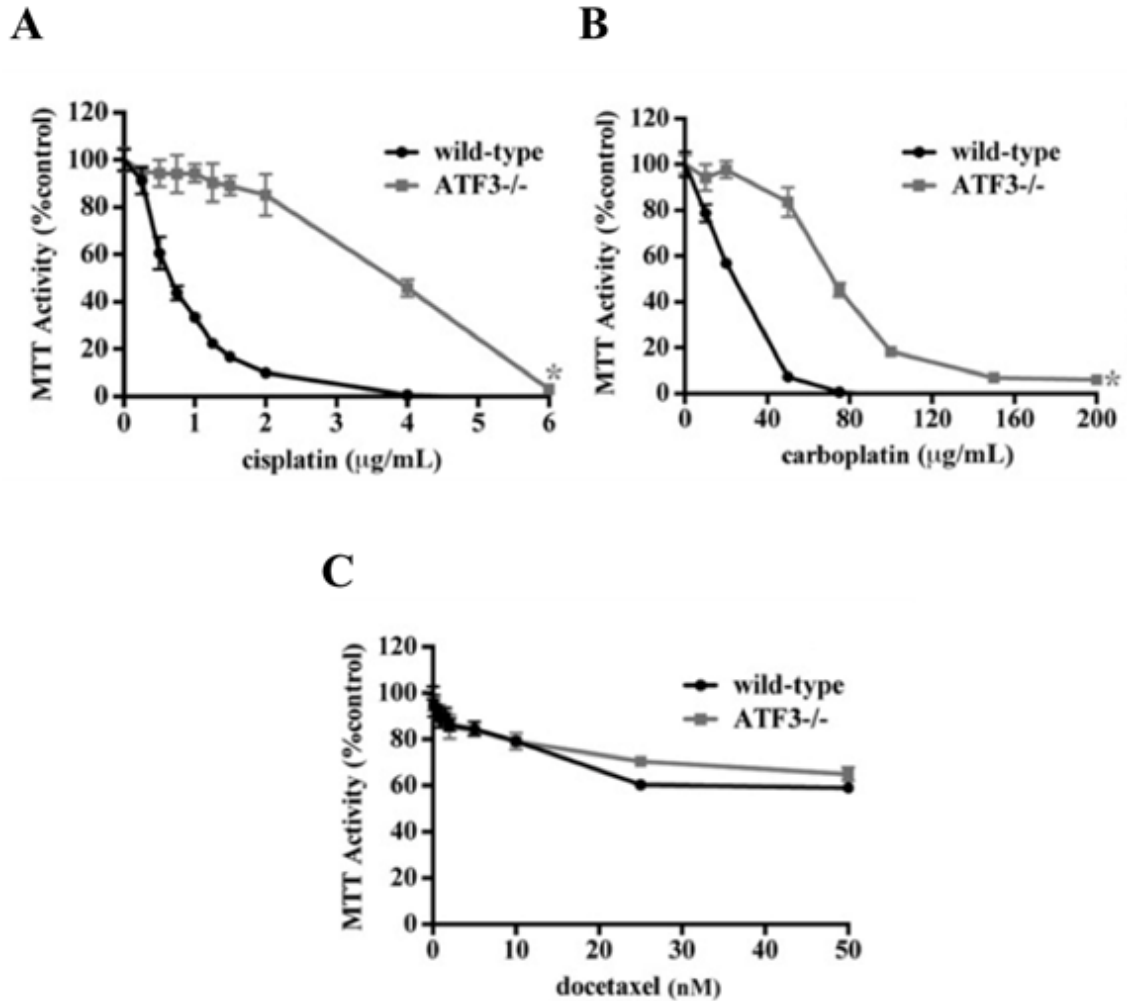 A
MTT Activity (%control)
120
100
80
60
40
20
0
wild-type
ATF3-/-
*
0 1 2 3 4 5 6
cisplatin (µg/mL)
B
MTT Activity (%control)
120
100
80
60
40
20
0
wild-type
ATF3-/-
*
0 40 80 120 160 200
carboplatin (µg/mL)
C
MTT Activity (%control)
120
100
80
60
40
20
0
wild-type
ATF3-/-
0 10 20 30 40 50
docetaxel (nM)